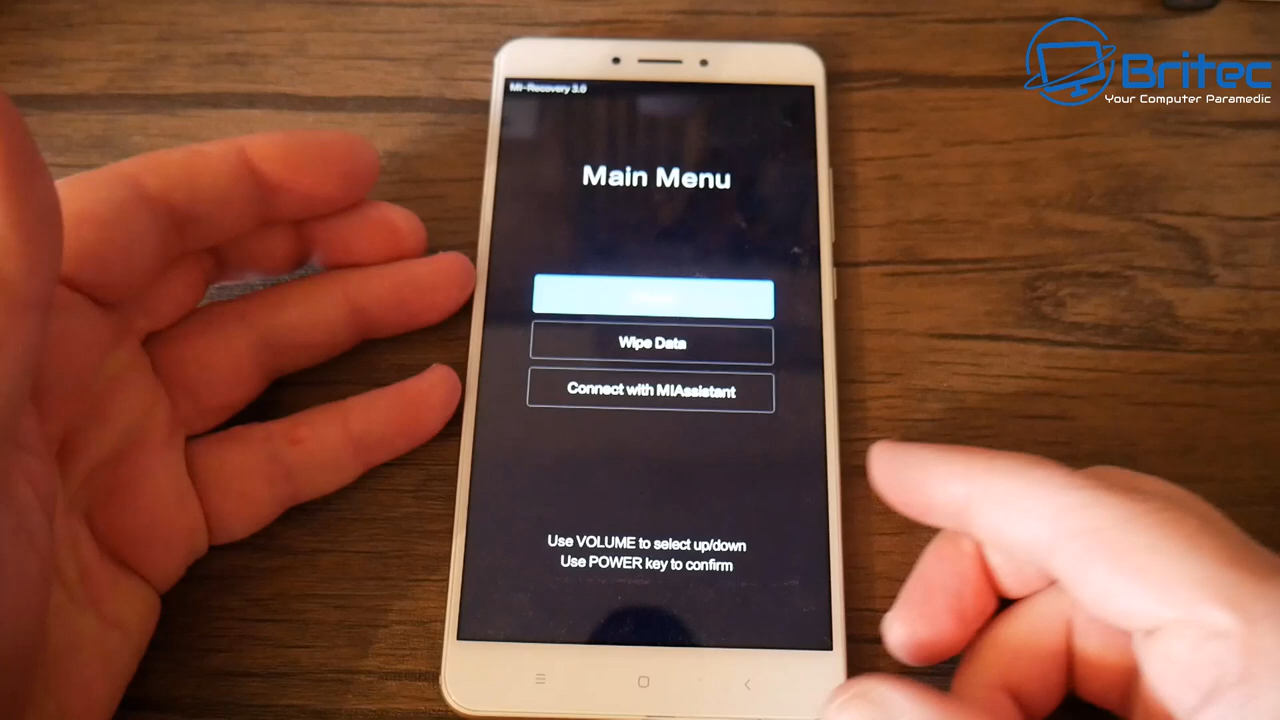 Britec
Your Computer Paramedic
MI-Recovery 3.0
Main Menu
Wipe Data
Connect with MIAssistant
Use VOLUME to select up/down
Use POWER key to confirm